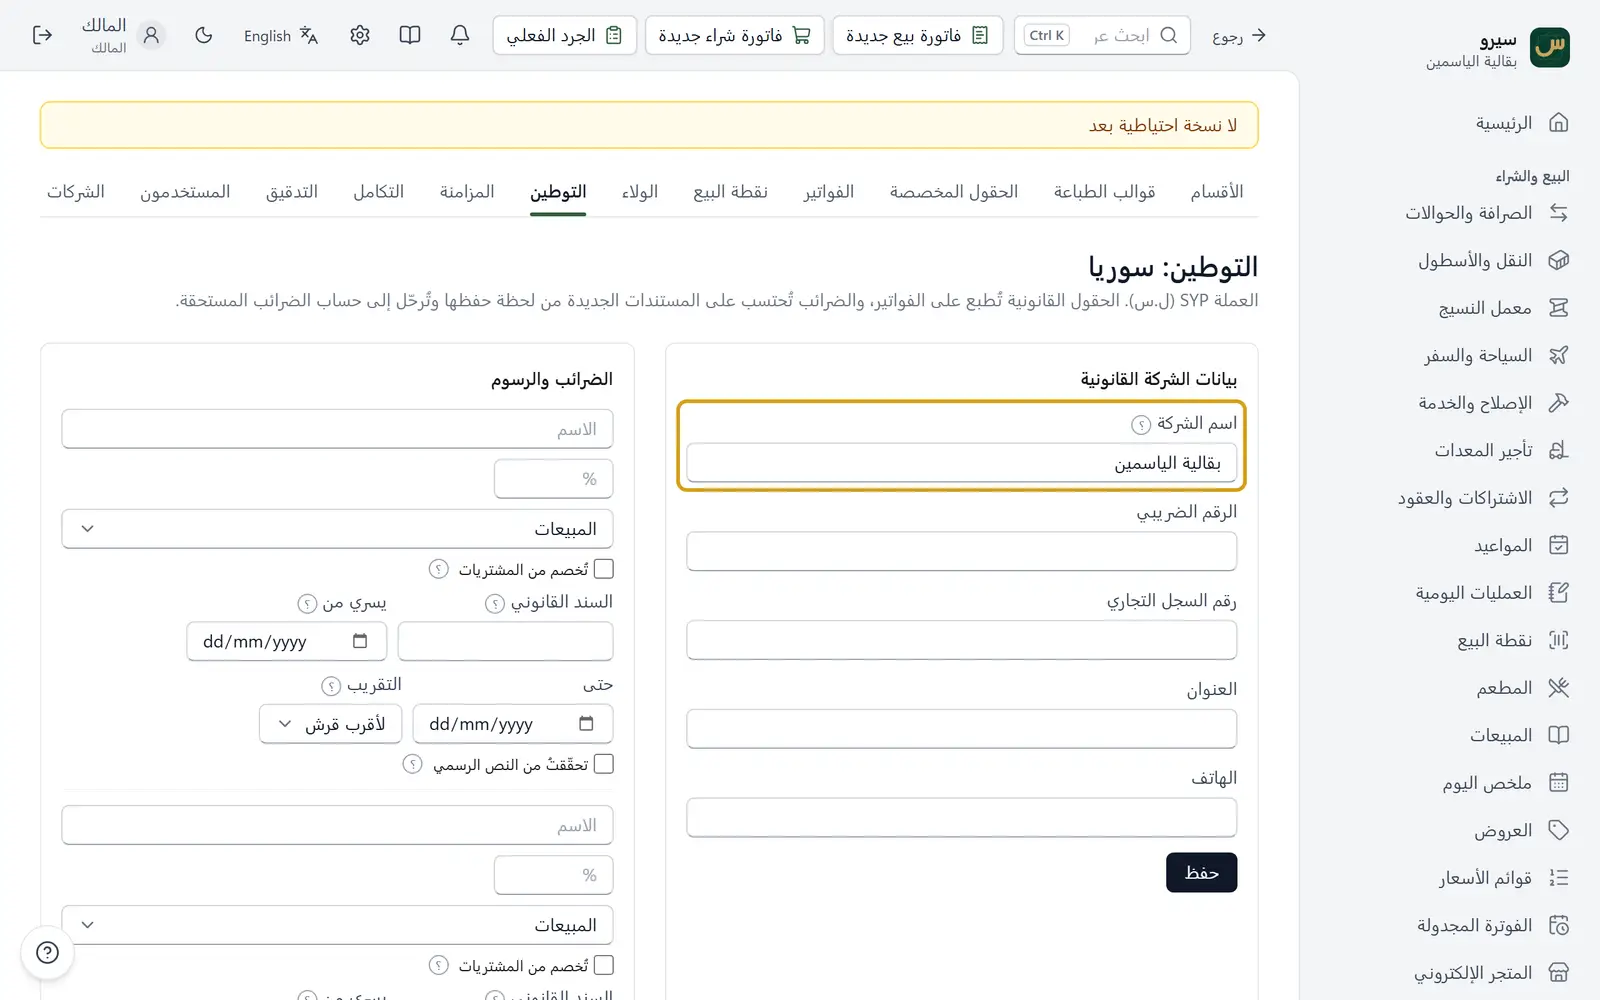 سيرو
بقالية الياسمين
الرئيسية
البيع والشراء
الصرافة والحوالات
النقل والأسطول
معمل النسيج
السياحة والسفر
الإصلاح والخدمة
تأجير المعدات
الاشتراكات والعقود
المواعيد
العمليات اليومية
نقطة البيع
المطعم
المبيعات
ملخص اليوم
العروض
قوائم الأسعار
الفوترة المجدولة
المتجر الإلكتروني
رجوع
ابحث عر Ctrl K
فاتورة بيع جديدة
فاتورة شراء جديدة
الجرد الفعلي
English
المالك
المالك
لا نسخة احتياطية بعد
الأقسام قوالب الطباعة الحقول المخصصة الفواتير نقطة البيع الولاء التوطين المزامنة التكامل التدقيق المستخدمون الشركات
التوطين: سوريا
العملة SYP (ل.س). الحقول القانونية تُطبع على الفواتير، والضرائب تُحتسب على المستندات الجديدة من لحظة حفظها وتُرحّل إلى حساب الضرائب المستحقة.
بيانات الشركة القانونية
اسم الشركة ؟
بقالية الياسمين
الرقم الضريبي
رقم السجل التجاري
العنوان
الهاتف
حفظ
الضرائب والرسوم
الاسم
%
المبيعات
تُخصم من المشتريات ؟
السند القانوني ؟ يسري من ؟
dd/mm/yyyy
حتى التقريب ؟
dd/mm/yyyy لأقرب قرش
تحقّقتُ من النص الرسمي ؟
الاسم
%
المبيعات
تُخصم من المشتريات ؟
السند القانوني ؟ يسري من ؟
?